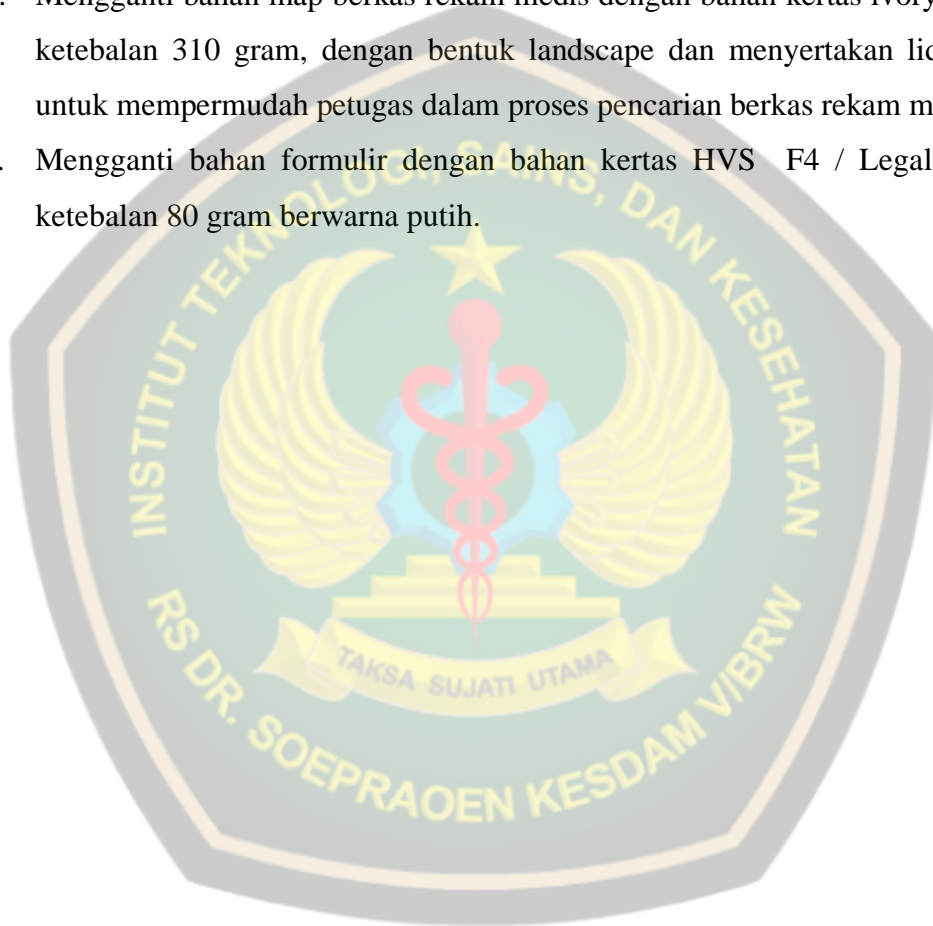 . Mengganti bahan map berkas rekam medis dengan bahan kertas ivory
ketebalan 310 gram, dengan bentuk landscape dan menyertakan
untuk mempermudah petugas dalam proses pencarian berkas rekam
. Mengganti bahan formulir dengan bahan kertas HVS F4 / Legal
ketebalan 80 gram berwarna putih.
INSTITUT TEKNOLOGI, SAINS, DAN KESEHATAN
TAKSA SUJATI UTAMA
RS DR. SOEPRAOEN KESDAM V/BRW